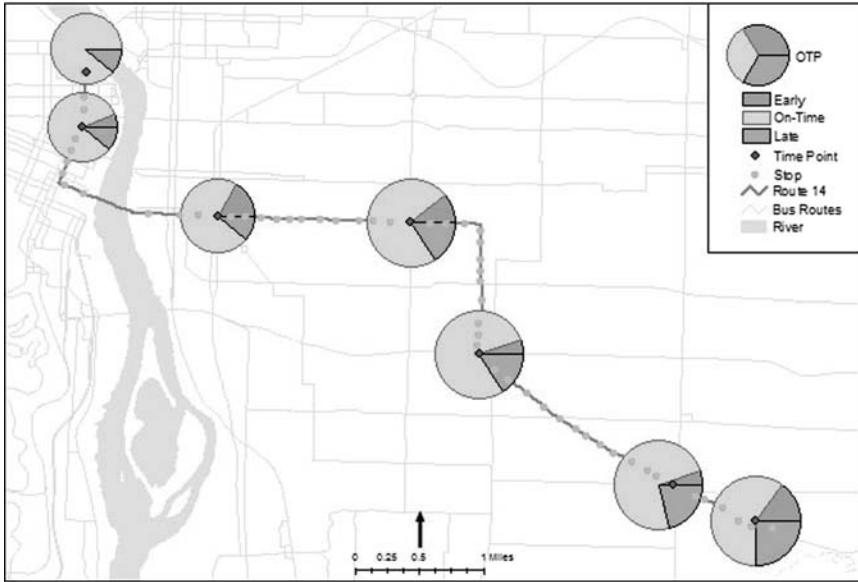 OTP
Early
On-Time
Late
Time Point
Stop
Route 14
Bus Routes
River
0 0.25 0.5 1 Miles